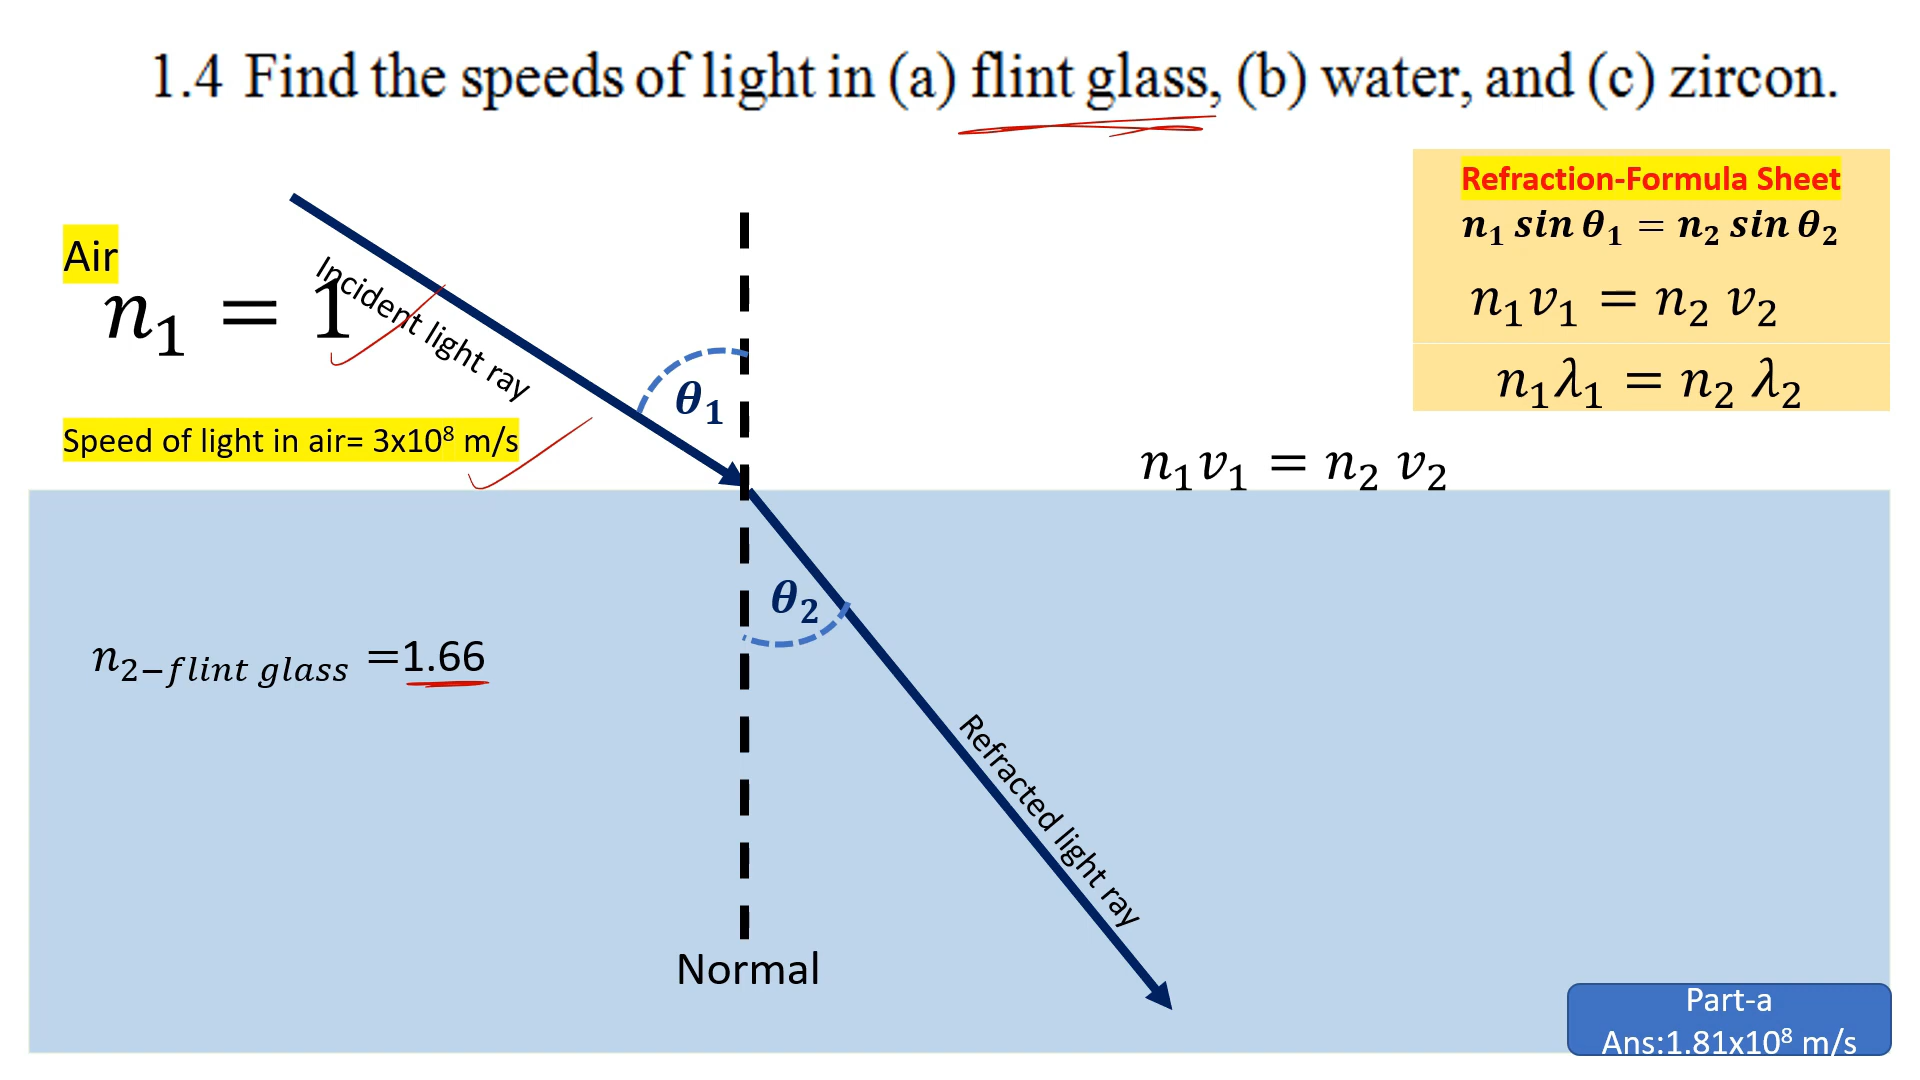 1.4 Find the speeds of light in (a) flint glass, (b) water, and (c) zircon.
Refraction-Formula Sheet
n₁ sin θ₁ = n₂ sin θ₂
n₁v₁ = n₂ v₂
n₁λ₁ = n₂ λ₂
Air
n₁ = 1
Incident light ray
θ₁
Speed of light in air= 3x10⁸ m/s
n₁v₁ = n₂ v₂
θ₂
n₂₋flint glass =1.66
Refracted light ray
Normal
Part-a
Ans:1.81x10⁸ m/s